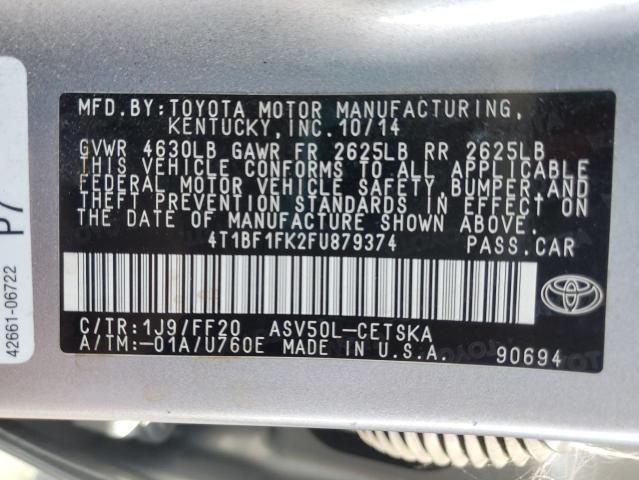 MFD.BY:TOYOTA MOTOR MANUFACTURING,
KENTUCKY,INC.10/14
GVWR 4630LB GAWR FR 2625LB RR 2625LB
THIS VEHICLE CONFORMS TO ALL APPLICABLE
FEDERAL MOTOR VEHICLE SAFETY,BUMPER,AND
THEFT PREVENTION STANDARDS IN EFFECT ON
THE DATE OF MANUFACTURE SHOWN ABOVE.
4T1BF1FK2FU879374 PASS.CAR
C/TR:1J9/FF20 ASV50L-CETSKA
A/TM:-01A/U760E MADE IN U.S.A. 90694
42661-06722
P7